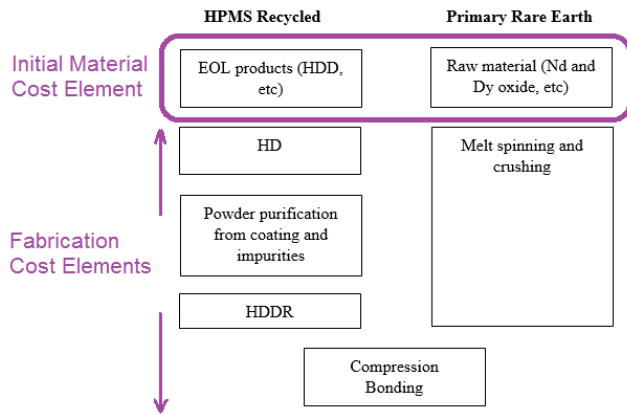 HPMS Recycled
Primary Rare Earth
Initial Material
Cost Element
EOL products (HDD,
etc)
Raw material (Nd and
Dy oxide, etc)
HD
Melt spinning and
crushing
Powder purification
from coating and
impurities
Fabrication
Cost Elements
HDDR
Compression
Bonding